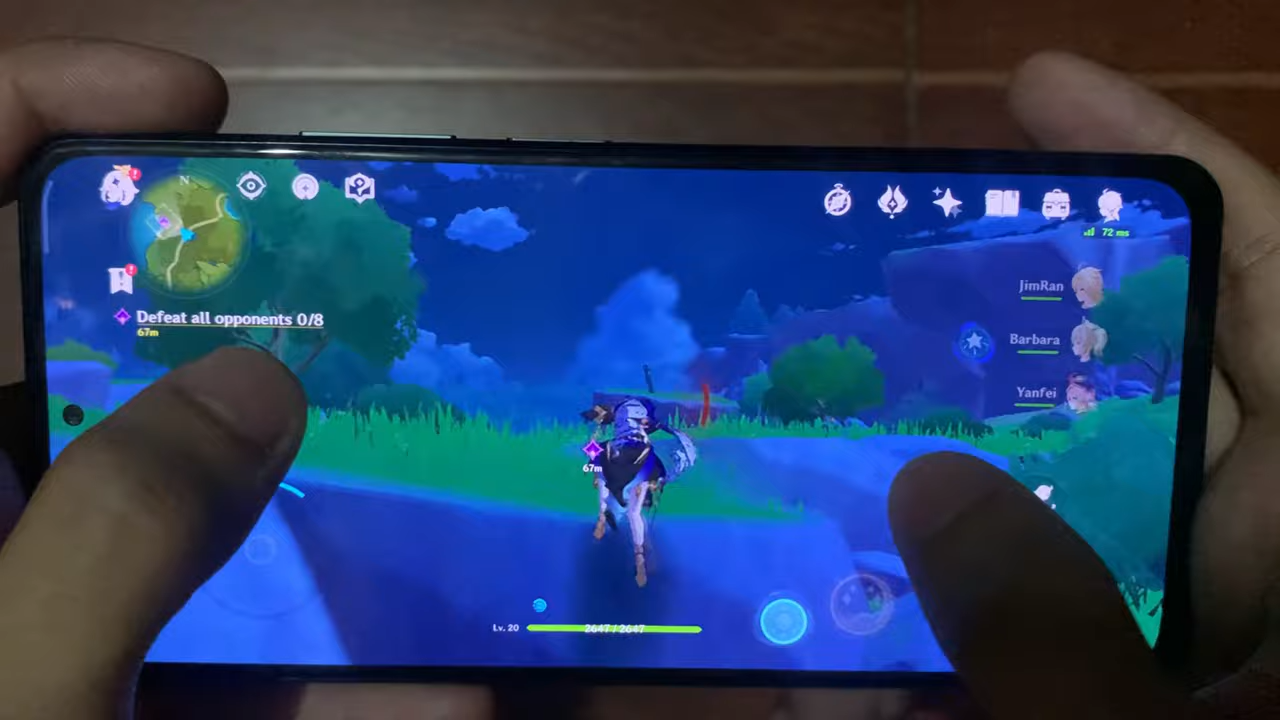 N
72 ms
JimRan
Defeat all opponents 0/8
67m
Barbara
Yanfei
67m
Lv. 20
2647 / 2647